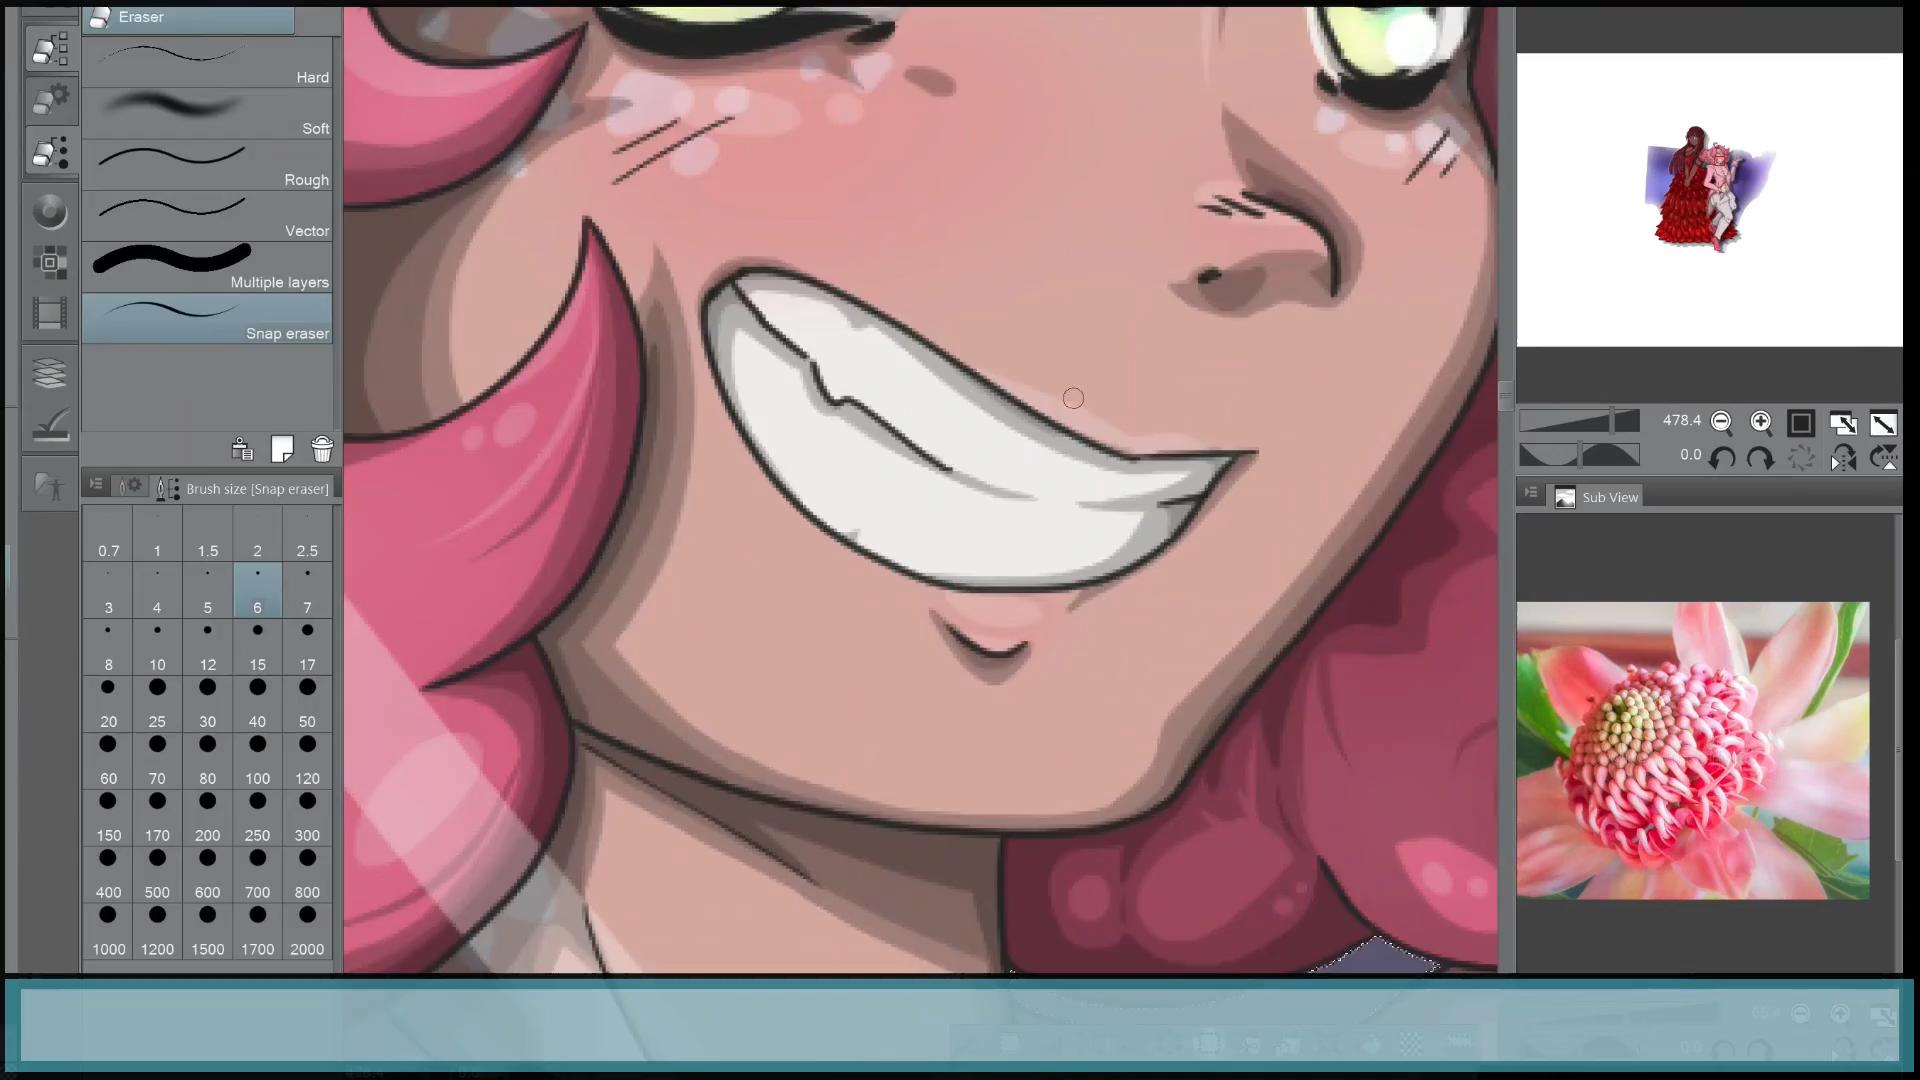 Eraser
Hard
Soft
Rough
Vector
Multiple layers
Snap eraser
Brush size [Snap eraser]
0.7 1 1.5 2 2.5
3 4 5 6 7
8 10 12 15 17
20 25 30 40 50
60 70 80 100 120
150 170 200 250 300
400 500 600 700 800
1000 1200 1500 1700 2000
478.4
0.0
Sub View